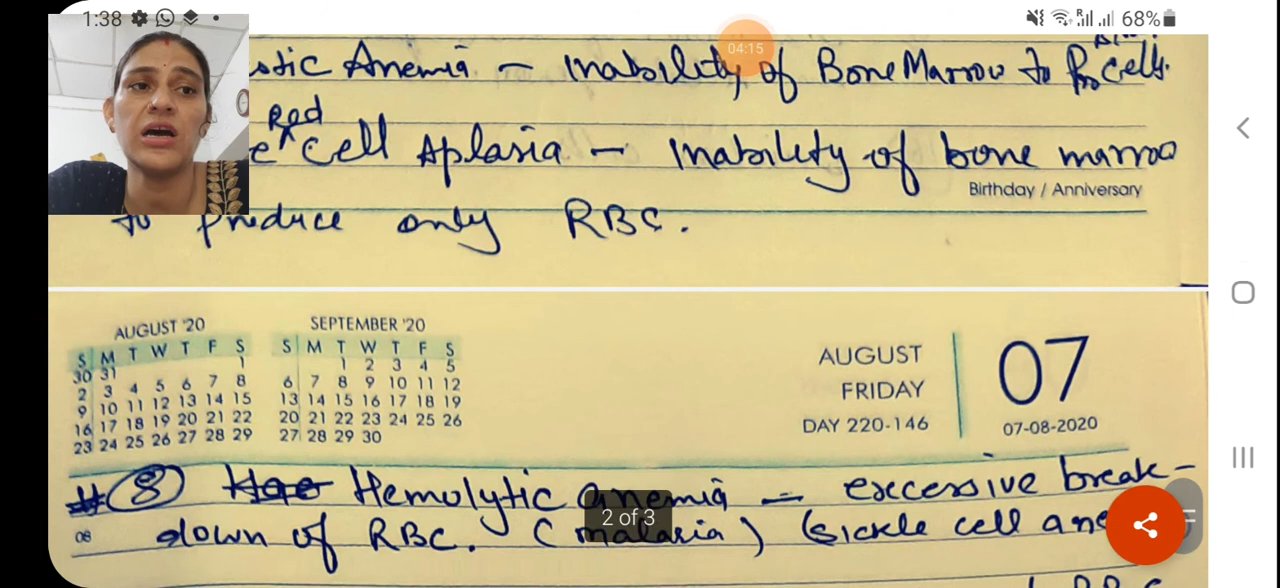 1:38
04:15
R
68%
stic Anemia - Inability of Bone Marrow to Pro cells.
Red
e ^ cell Aplasia - Inability of bone marroo
Birthday / Anniversary
to produce only RBC.
AUGUST '20
S M T W T F S
30 31 1
2 3 4 5 6 7 8
9 10 11 12 13 14 15
16 17 18 19 20 21 22
23 24 25 26 27 28 29
SEPTEMBER '20
S M T W T F S
1 2 3 4 5
6 7 8 9 10 11 12
13 14 15 16 17 18 19
20 21 22 23 24 25 26
27 28 29 30
AUGUST
FRIDAY
DAY 220-146
07
07-08-2020
# 8 Hemolytic anemia - excessive break-
08 down of RBC. (malaria) (sickle cell ane
2 of 3
RBC